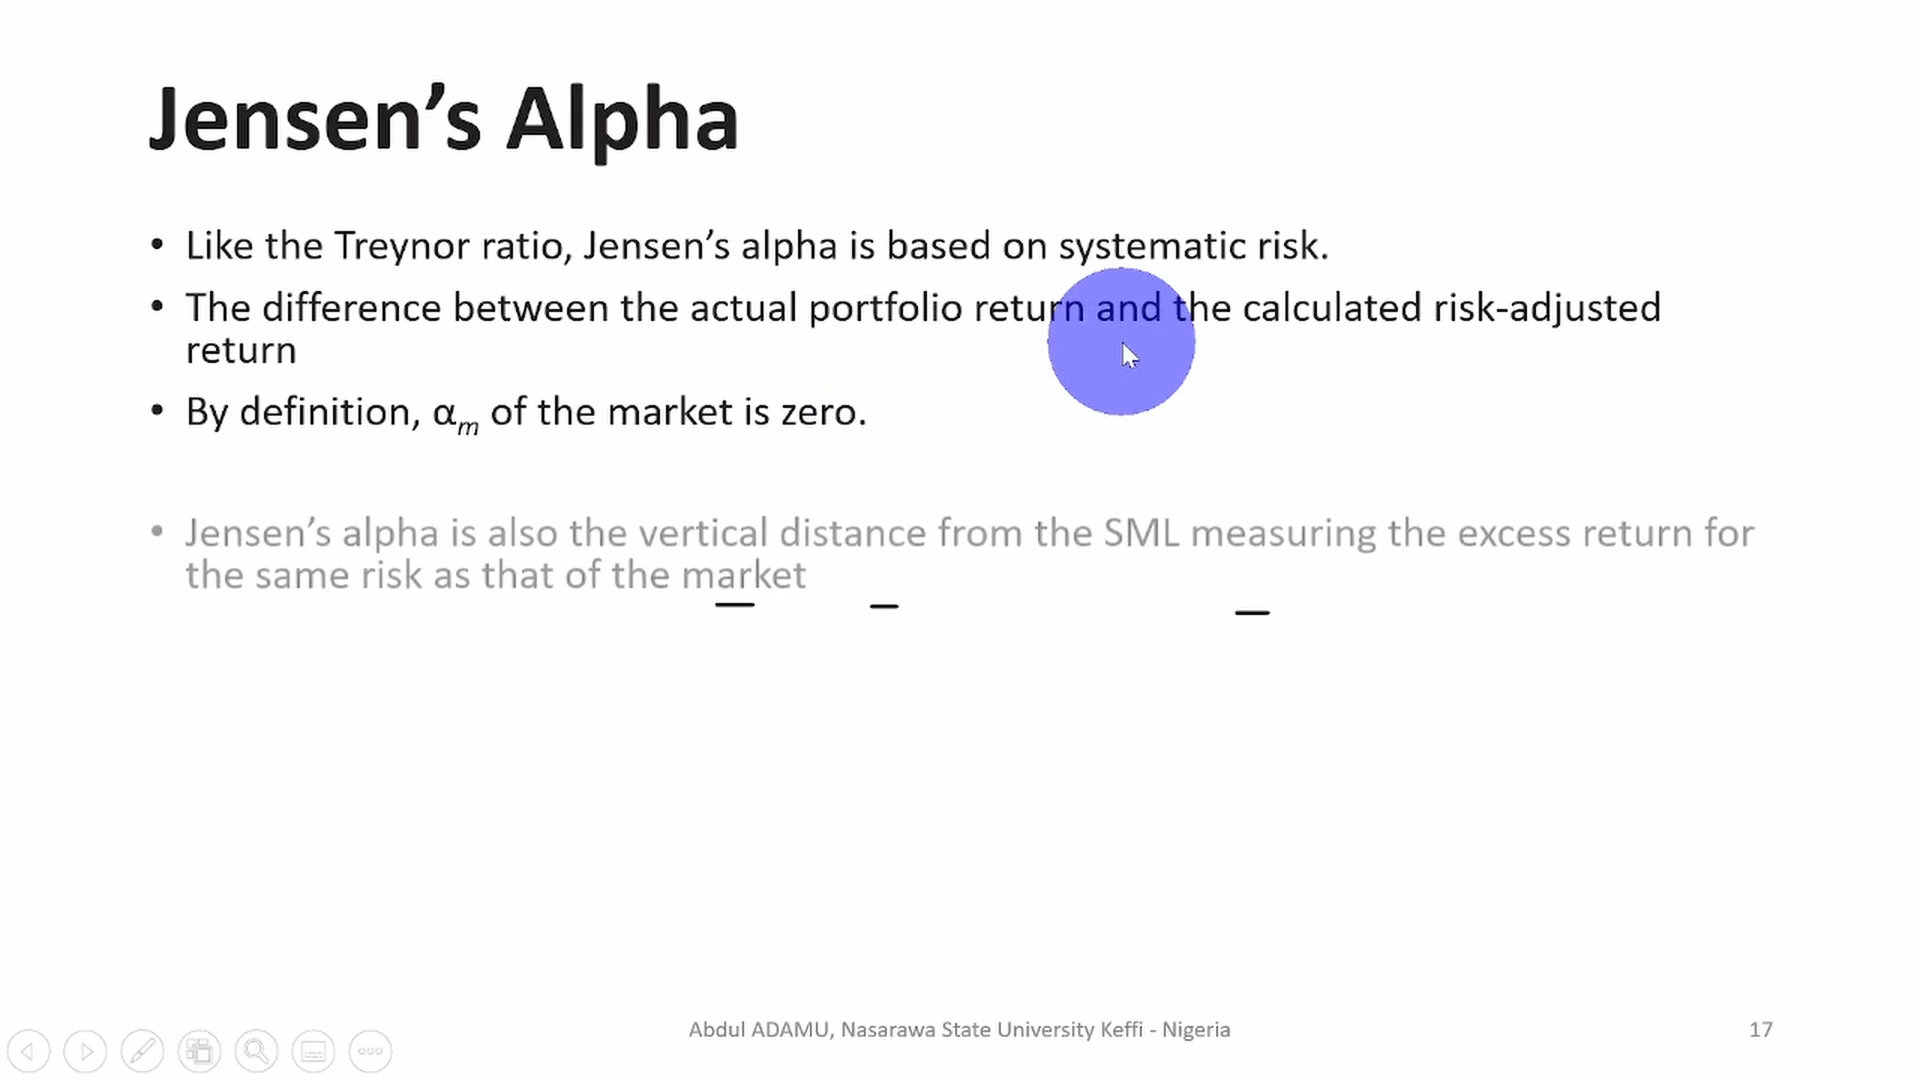 Jensen’s Alpha
• Like the Treynor ratio, Jensen’s alpha is based on systematic risk.
• The difference between the actual portfolio return and the calculated risk-adjusted
return
• By definition, αₘ of the market is zero.
• Jensen’s alpha is also the vertical distance from the SML measuring the excess return for
the same risk as that of the market
Abdul ADAMU, Nasarawa State University Keffi - Nigeria
17